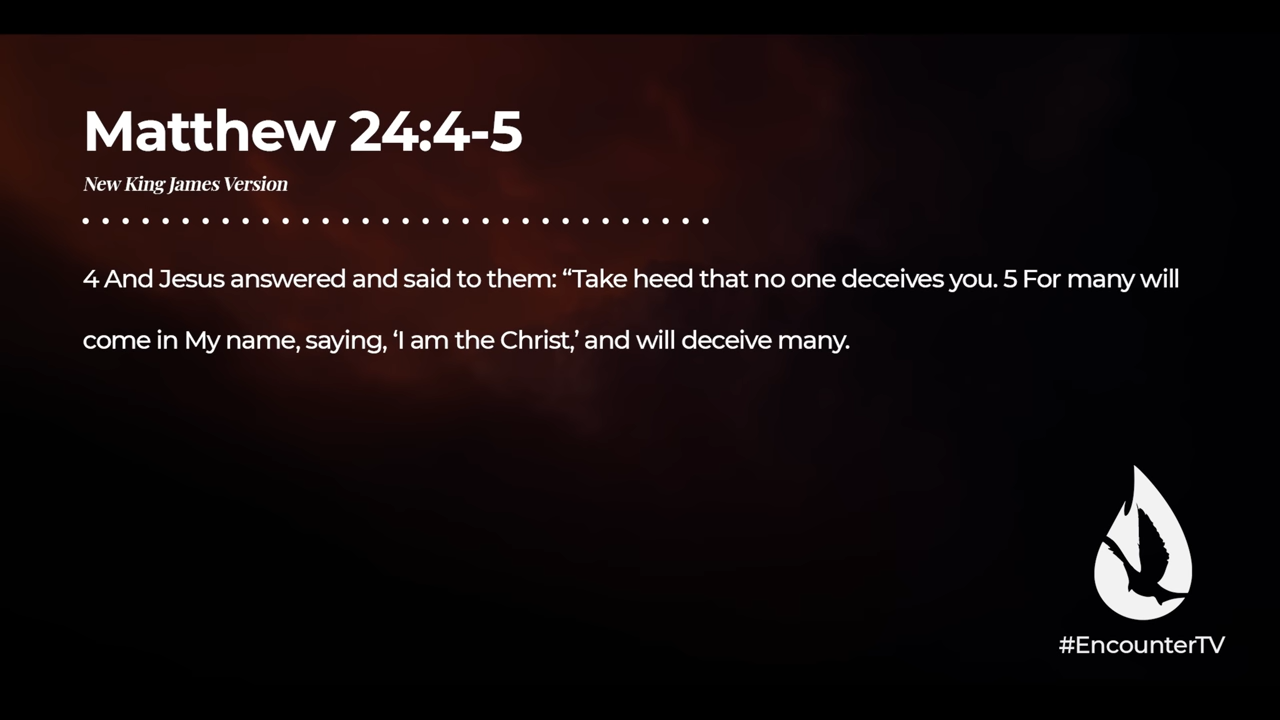 Matthew 24:4-5
New King James Version
4 And Jesus answered and said to them: “Take heed that no one deceives you. 5 For many will
come in My name, saying, ‘I am the Christ,’ and will deceive many.
#EncounterTV